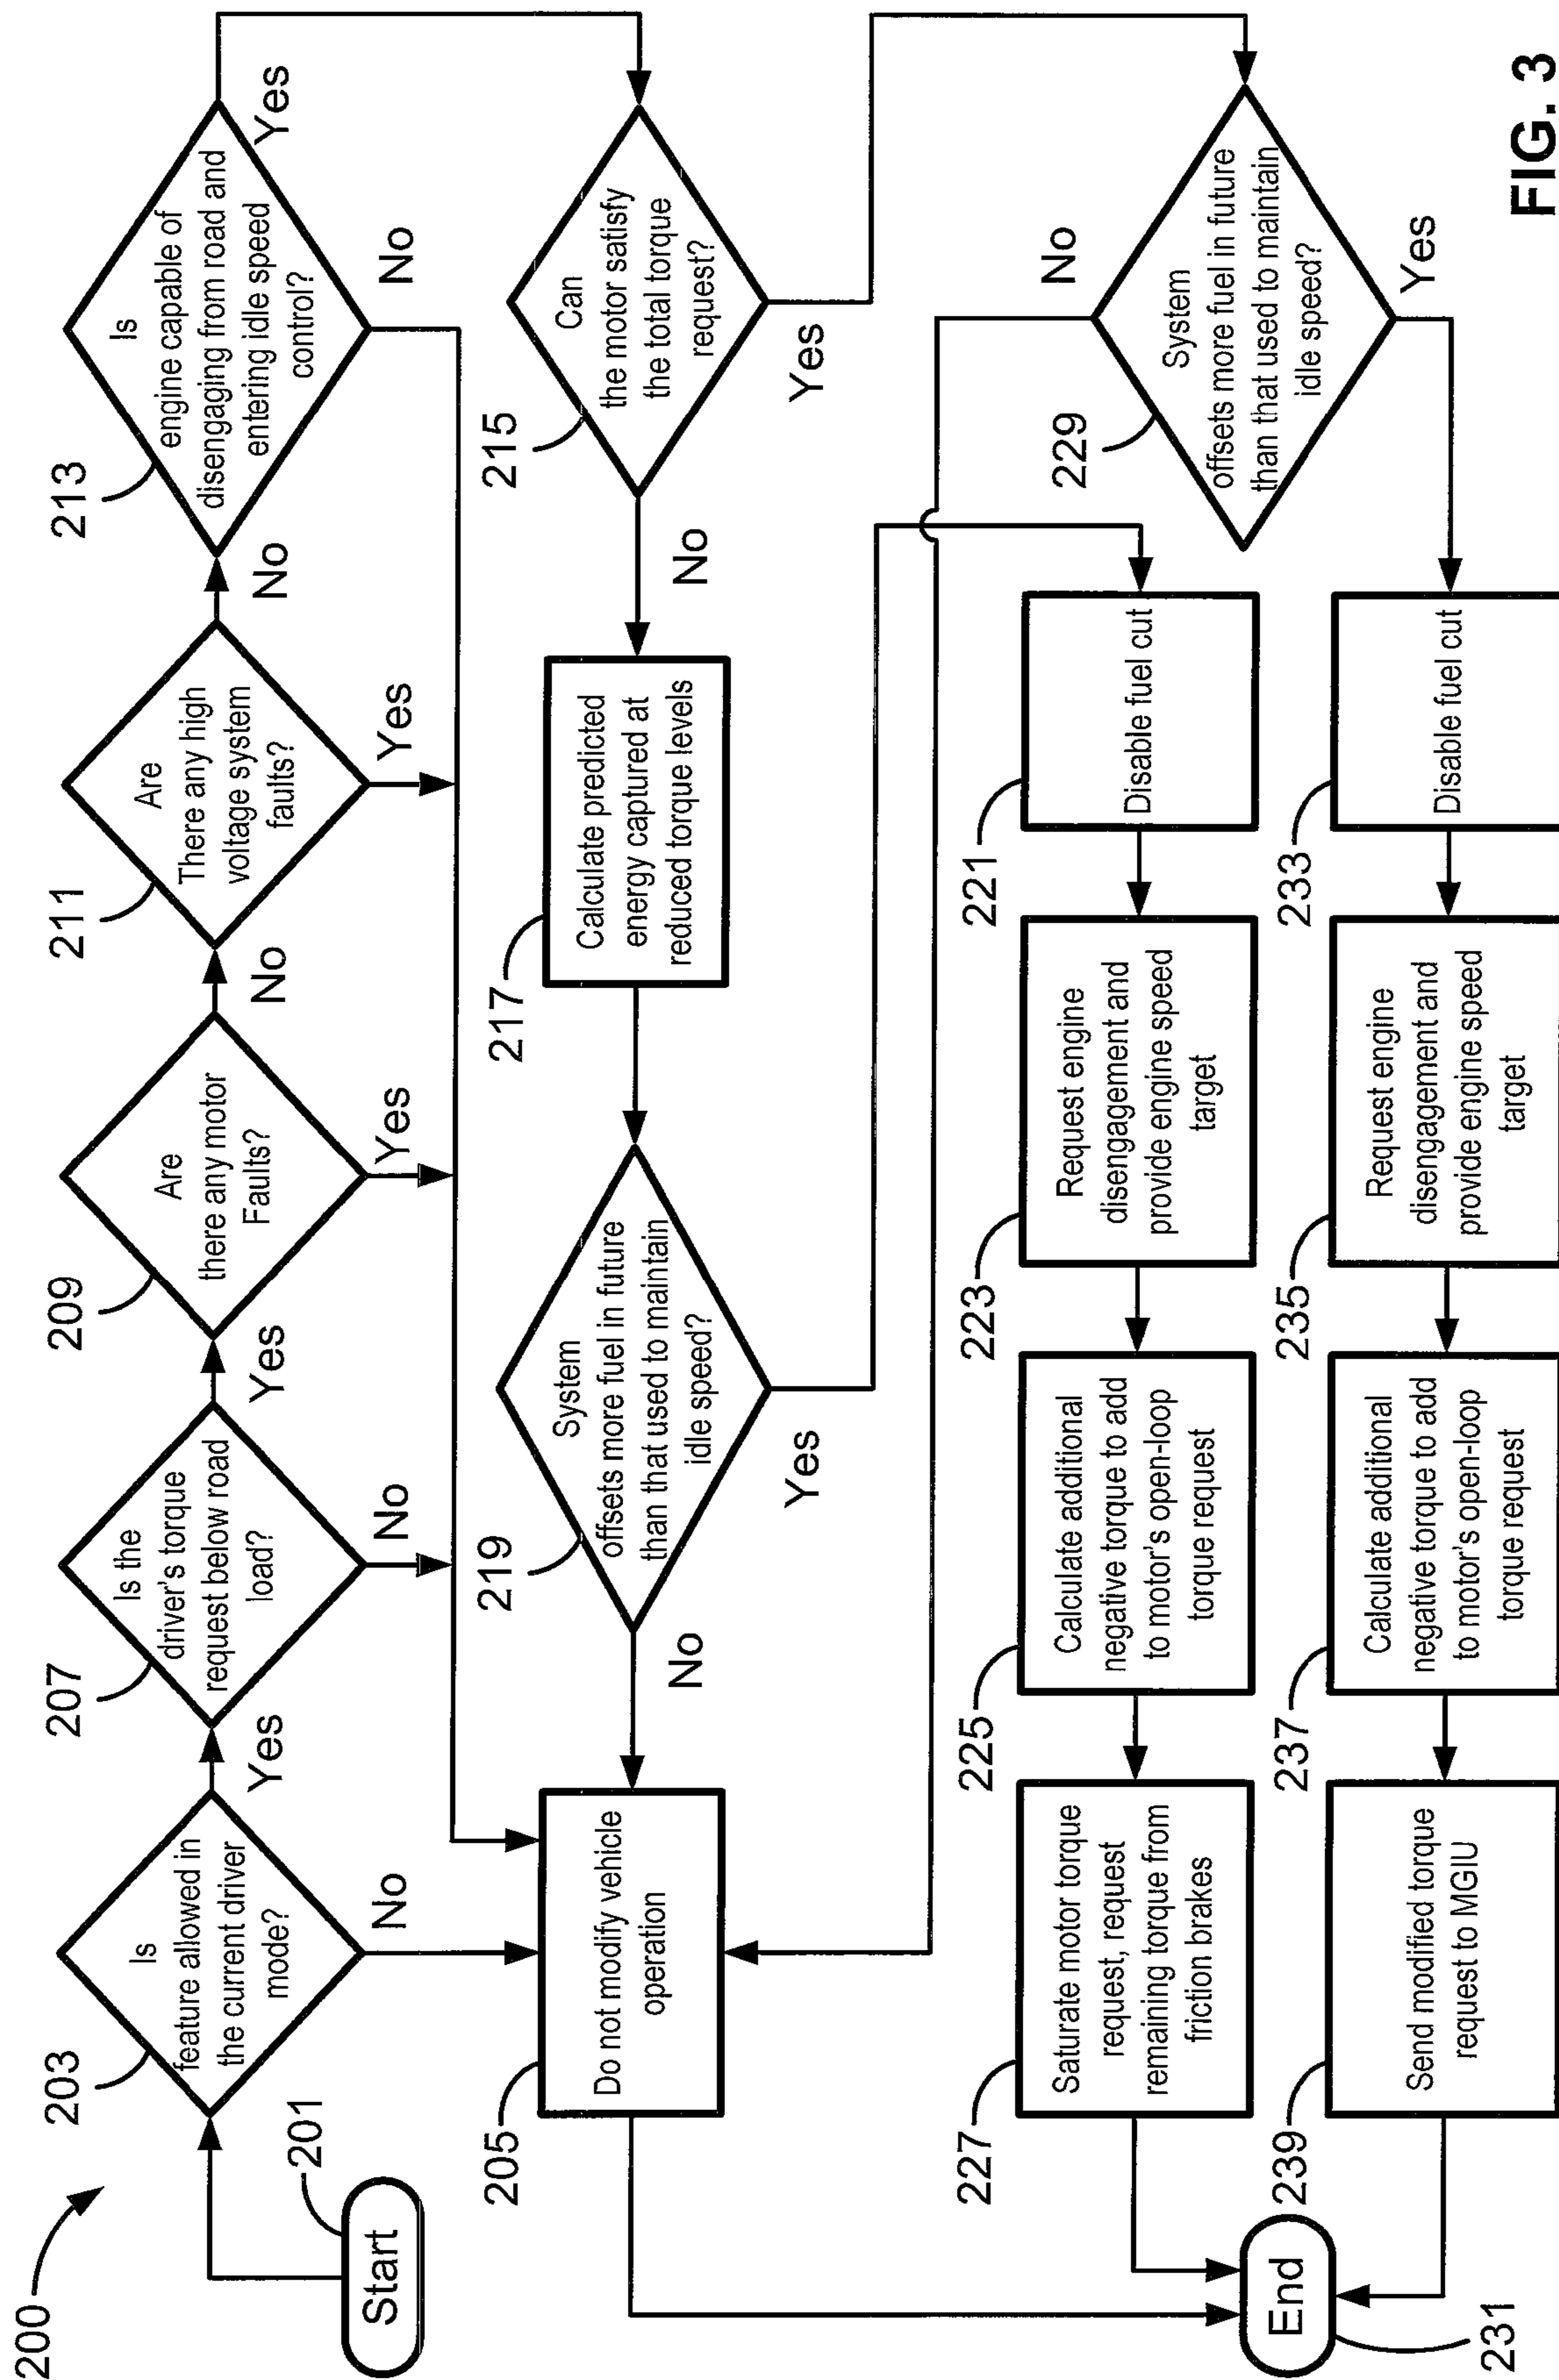 200
201
Start
203
Is
feature allowed in
the current driver
mode?
Yes
No
207
Is the
driver's torque
request below road
load?
Yes
No
209
Are
there any motor
Faults?
No
Yes
211
Are
There any high
voltage system
faults?
No
Yes
213
Is
engine capable of
disengaging from road and
entering idle speed
control?
Yes
No
205
Do not modify vehicle
operation
219
System
offsets more fuel in future
than that used to maintain
idle speed?
No
Yes
217
Calculate predicted
energy captured at
reduced torque levels
No
215
Can
the motor satisfy
the total torque
request?
Yes
227
Saturate motor torque
request, request
remaining torque from
friction brakes
225
Calculate additional
negative torque to add
to motor's open-loop
torque request
223
Request engine
disengagement and
provide engine speed
target
221
Disable fuel cut
229
System
offsets more fuel in future
than that used to maintain
idle speed?
No
Yes
End
231
239
Send modified torque
request to MGIU
237
Calculate additional
negative torque to add
to motor's open-loop
torque request
235
Request engine
disengagement and
provide engine speed
target
233
Disable fuel cut
FIG. 3